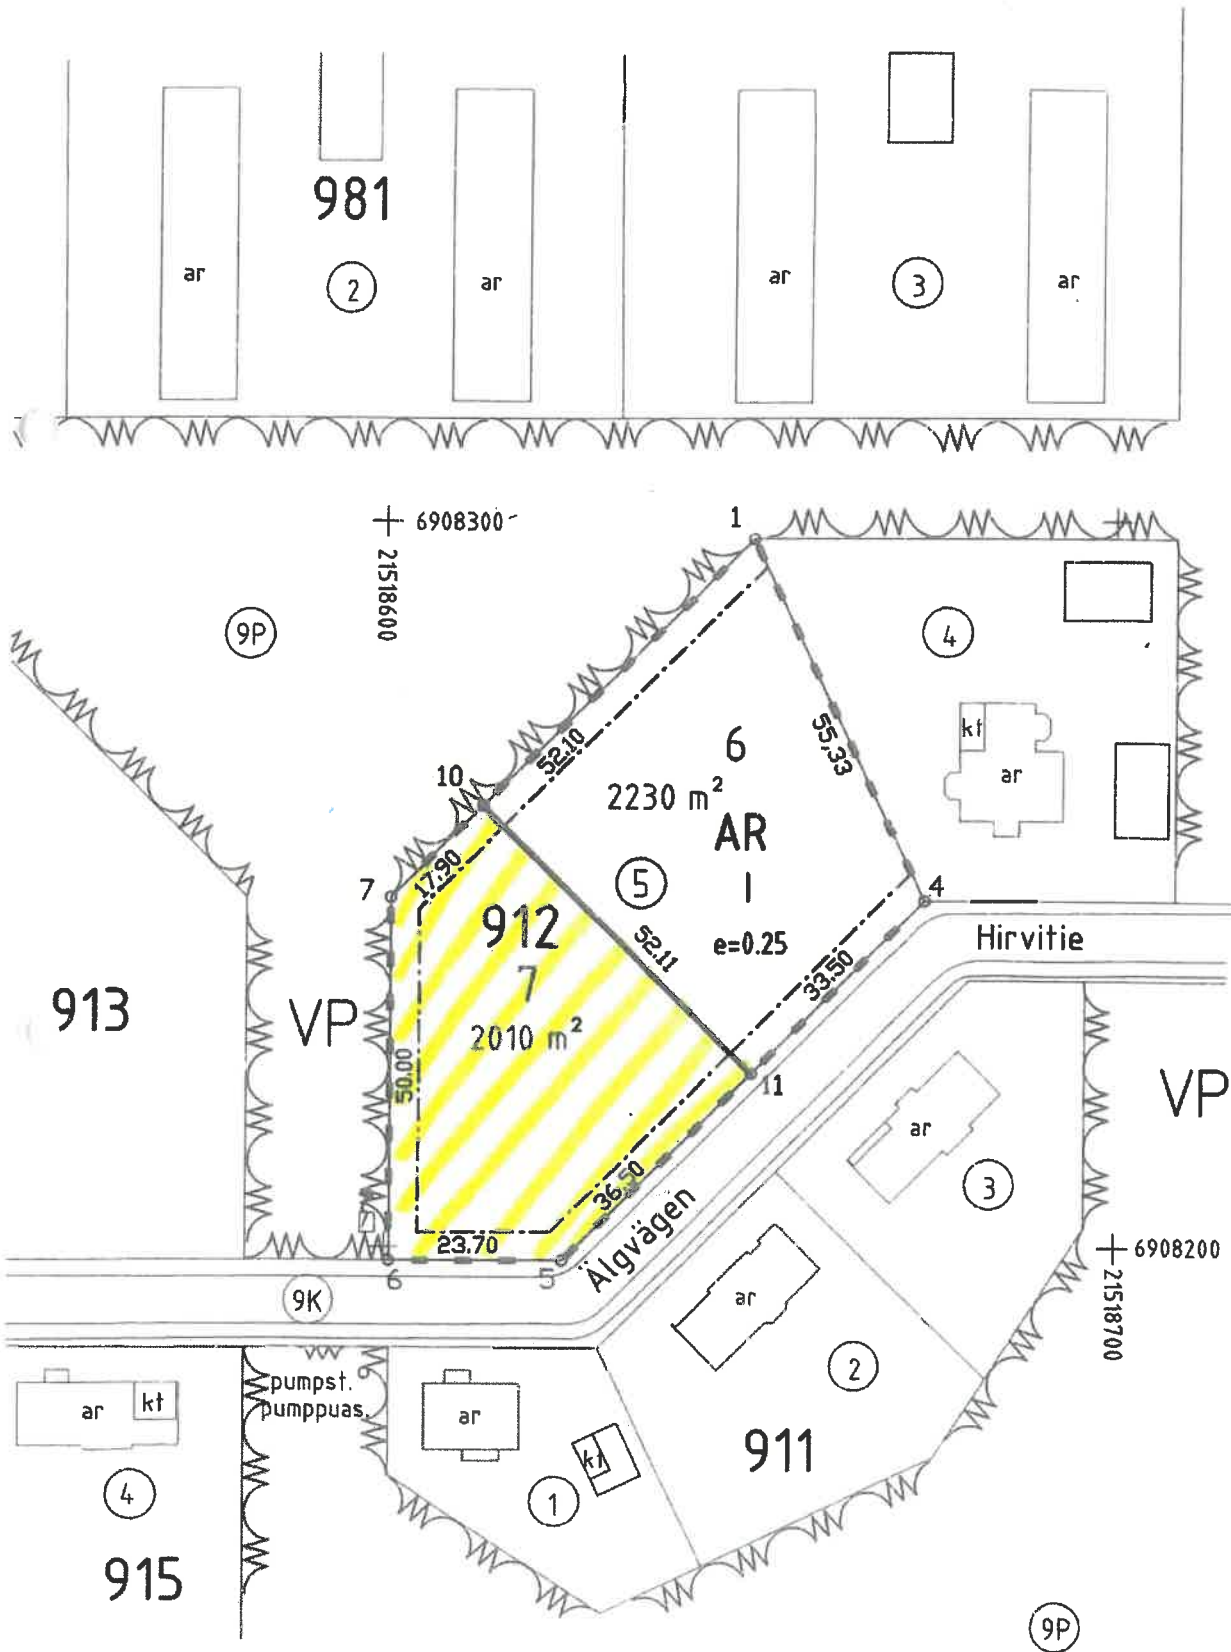 981
ar
2
ar
ar
3
ar
6908300
21518600
1
9P
4
kt
ar
52.10
55,33
6
2230 m²
AR
I
e=0.25
5
10
17.90
7
912
7
2010 m²
52.11
4
Hirvitie
33.50
913
VP
50.00
11
VP
ar
3
36.50
Älgvägen
23.70
6
5
6908200
21518700
9K
ar
2
pumpst.
pumppuas.
ar
kt
ar
kt
911
4
1
915
9P